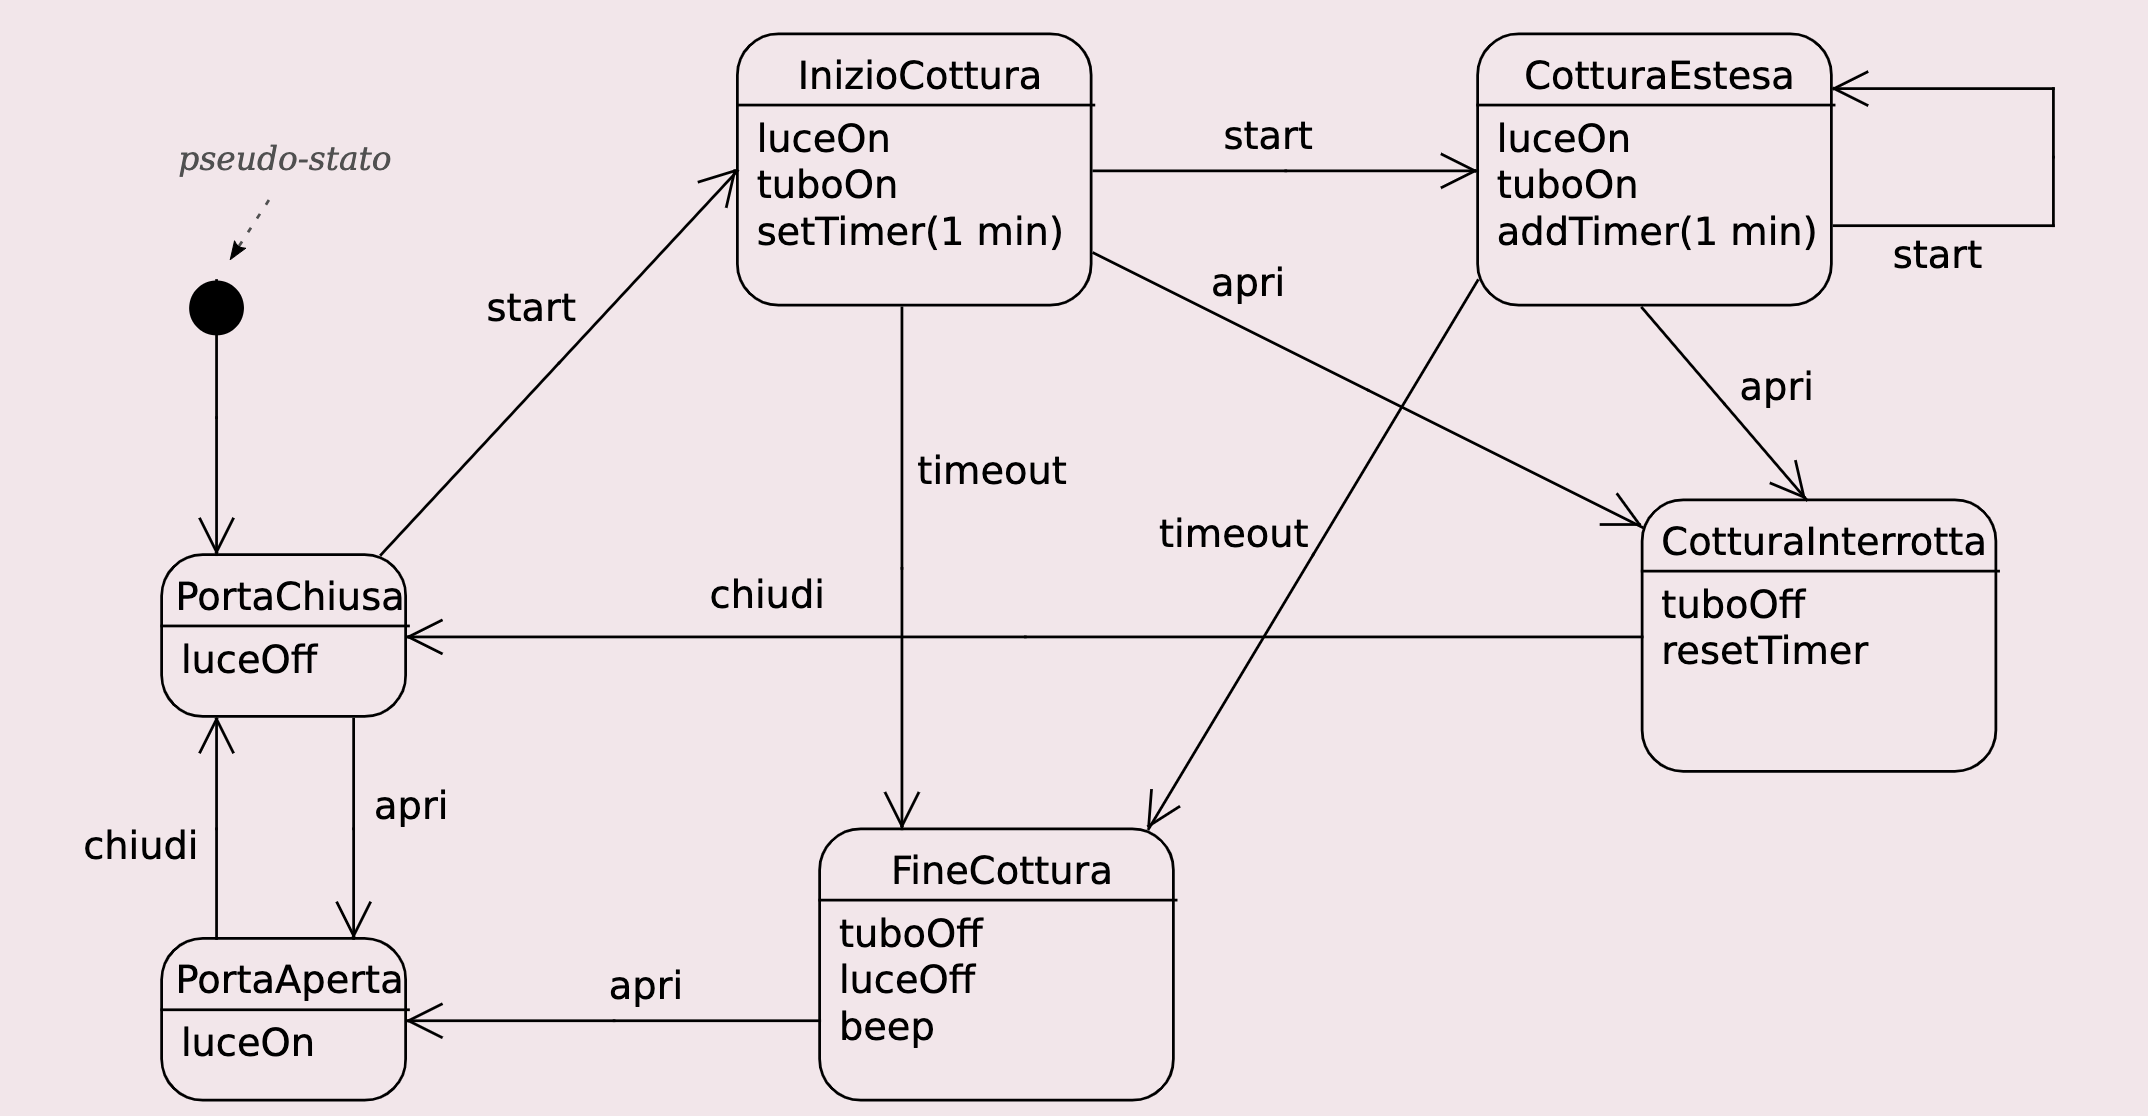 InizioCottura
luceOn
tuboOn
setTimer(1 min)
start
CotturaEstesa
luceOn
tuboOn
addTimer(1 min)
start
pseudo-stato
start
apri
apri
timeout
timeout
CotturaInterrotta
tuboOff
resetTimer
chiudi
PortaChiusa
luceOff
chiudi
apri
FineCottura
tuboOff
luceOff
beep
apri
PortaAperta
luceOn